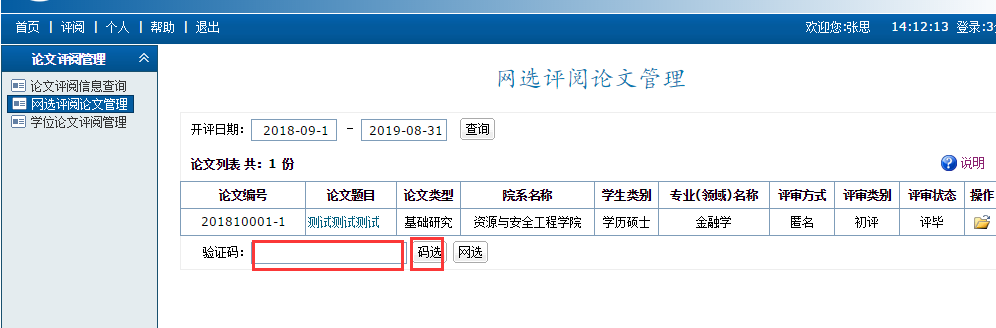 首页 | 评阅 | 个人 | 帮助 | 退出 欢迎您:张思 14:12:13 登录:3
论文评阅管理
论文评阅信息查询
网选评阅论文管理
学位论文评阅管理
网选评阅论文管理
开评日期: 2018-09-1 - 2019-08-31 查询
论文列表 共: 1 份 说明
论文编号 论文题目 论文类型 院系名称 学生类别 专业(领域)名称 评审方式 评审类别 评审状态 操作
201810001-1 测试测试测试 基础研究 资源与安全工程学院 学历硕士 金融学 匿名 初评 评毕
验证码: 码选 网选